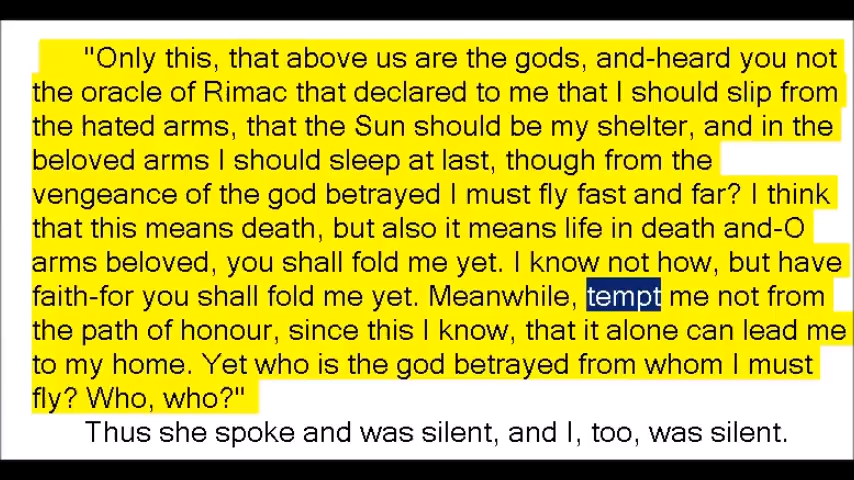 "Only this, that above us are the gods, and-heard you not
the oracle of Rimac that declared to me that I should slip from
the hated arms, that the Sun should be my shelter, and in the
beloved arms I should sleep at last, though from the
vengeance of the god betrayed I must fly fast and far? I think
that this means death, but also it means life in death and-O
arms beloved, you shall fold me yet. I know not how, but have
faith-for you shall fold me yet. Meanwhile, tempt me not from
the path of honour, since this I know, that it alone can lead me
to my home. Yet who is the god betrayed from whom I must
fly? Who, who?"
Thus she spoke and was silent, and I, too, was silent.